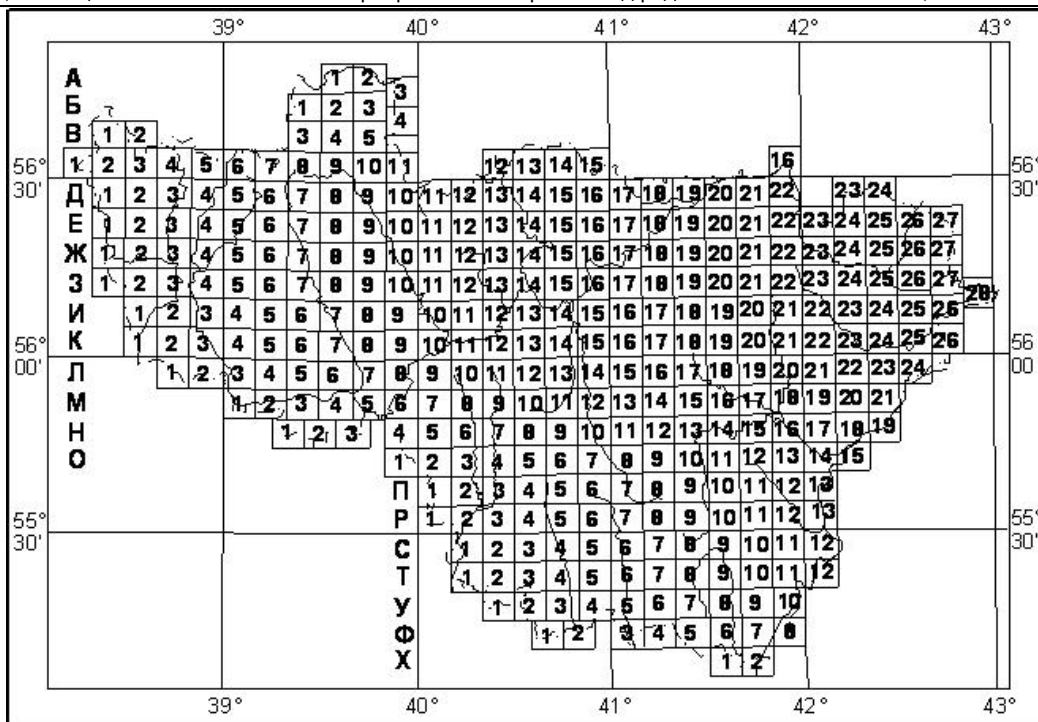 39° 40° 41° 42° 43°
А 1 2
3
Б 1 2 3
4
В 1 2 3 4 5
56° 1 2 3 4 5 6 7 8 9 10 11 12 13 14 15 16 56°
30' 30'
Д 1 2 3 4 5 6 7 8 9 10 11 12 13 14 15 16 17 18 19 20 21 22 23 24
Е 1 2 3 4 5 6 7 8 9 10 11 12 13 14 15 16 17 18 19 20 21 22 23 24 25 26 27
Ж 1 2 3 4 5 6 7 8 9 10 11 12 13 14 15 16 17 18 19 20 21 22 23 24 25 26 27
З 1 2 3 4 5 6 7 8 9 10 11 12 13 14 15 16 17 18 19 20 21 22 23 24 25 26 27 28
И 1 2 3 4 5 6 7 8 9 10 11 12 13 14 15 16 17 18 19 20 21 22 23 24 25 26
К 1 2 3 4 5 6 7 8 9 10 11 12 13 14 15 16 17 18 19 20 21 22 23 24 25 26
56° 56
00' 00
Л 1 2 3 4 5 6 7 8 9 10 11 12 13 14 15 16 17 18 19 20 21 22 23 24
М 1 2 3 4 5 6 7 8 9 10 11 12 13 14 15 16 17 18 19 20 21
Н 1 2 3 4 5 6 7 8 9 10 11 12 13 14 15 16 17 18 19
О 1 2 3 4 5 6 7 8 9 10 11 12 13 14 15
П 1 2 3 4 5 6 7 8 9 10 11 12 13
Р 1 2 3 4 5 6 7 8 9 10 11 12 13
55° 55°
30' 30'
С 1 2 3 4 5 6 7 8 9 10 11 12
Т 1 2 3 4 5 6 7 8 9 10 11 12
У 1 2 3 4 5 6 7 8 9 10
Ф 1 2 3 4 5 6 7 8
Х 1 2
39° 40° 41° 42° 43°